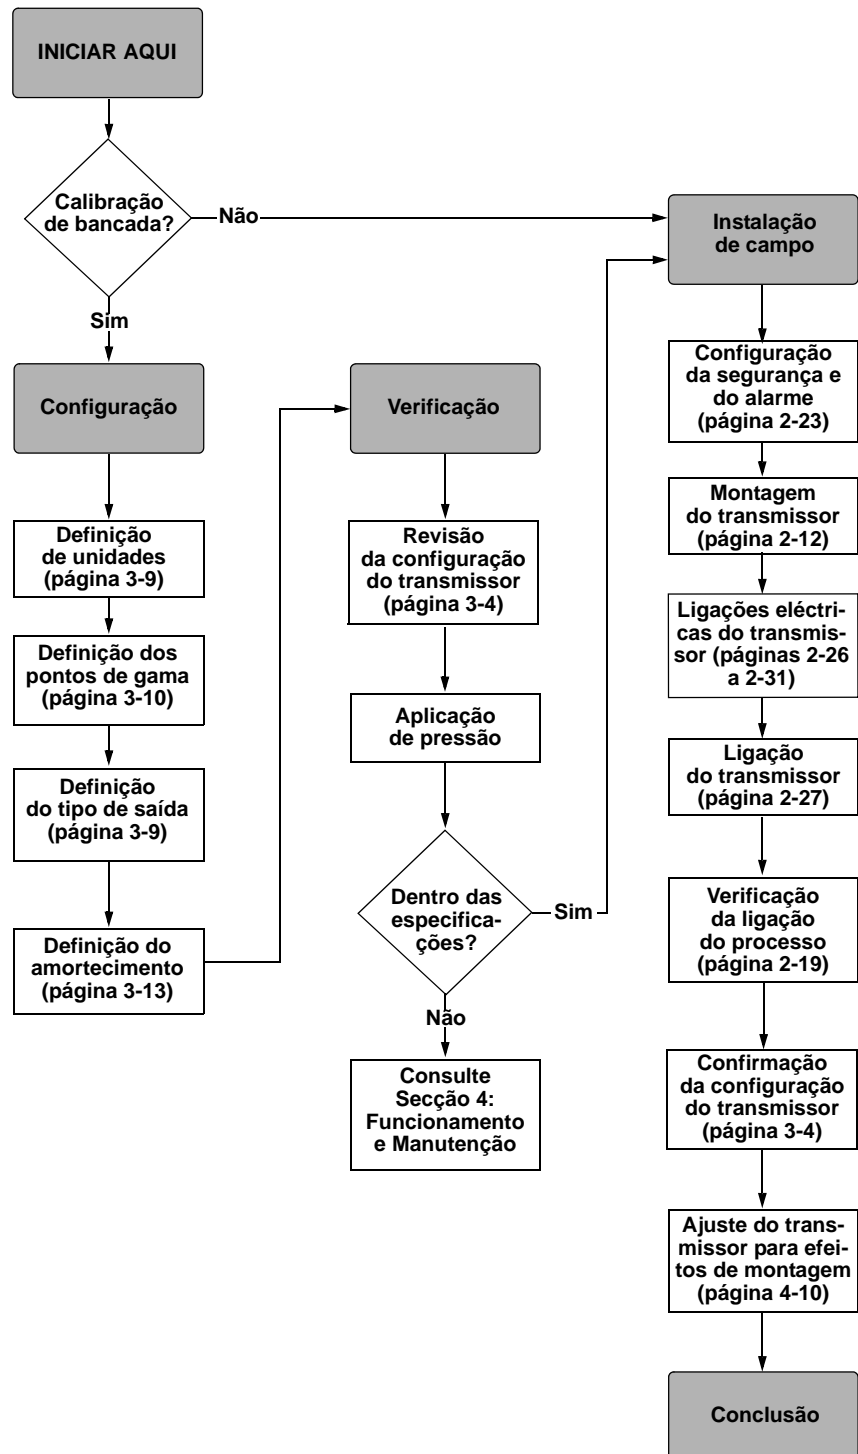 INICIAR AQUI
Calibração
de bancada?
Não
Sim
Configuração
Definição
de unidades
(página 3-9)
Definição dos
pontos de gama
(página 3-10)
Definição
do tipo de saída
(página 3-9)
Definição do
amortecimento
(página 3-13)
Verificação
Revisão
da configuração
do transmissor
(página 3-4)
Aplicação
de pressão
Dentro das
especifica-
ções?
Sim
Não
Consulte
Secção 4:
Funcionamento
e Manutenção
Instalação
de campo
Configuração
da segurança e
do alarme
(página 2-23)
Montagem
do transmissor
(página 2-12)
Ligações eléctri-
cas do transmis-
sor (páginas 2-26
a 2-31)
Ligação
do transmissor
(página 2-27)
Verificação
da ligação
do processo
(página 2-19)
Confirmação
da configuração
do transmissor
(página 3-4)
Ajuste do trans-
missor para efei-
tos de montagem
(página 4-10)
Conclusão